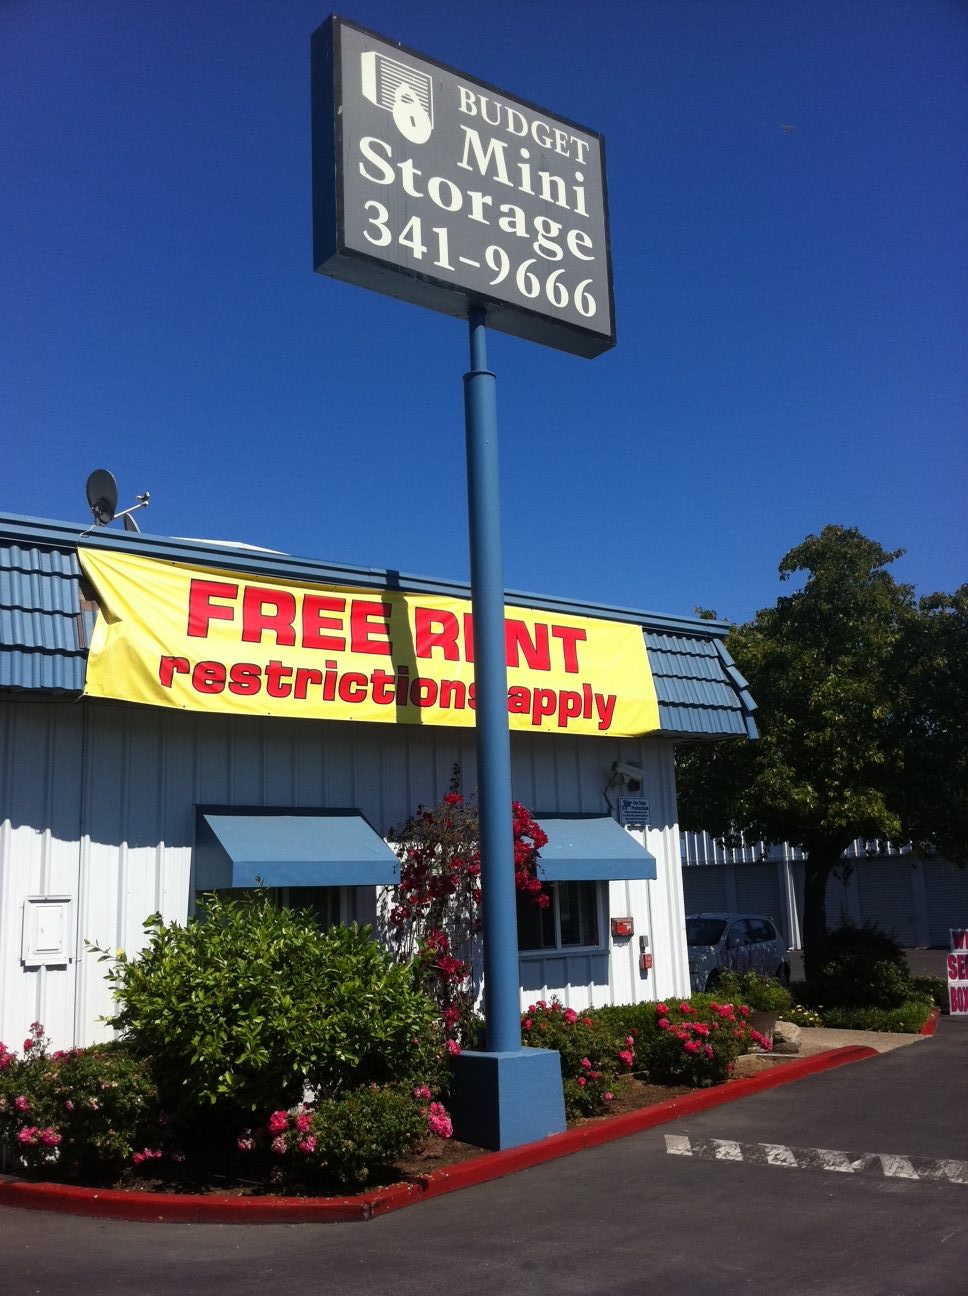 BUDGET
Mini
Storage
341-9666
FREE RENT
restrictions apply